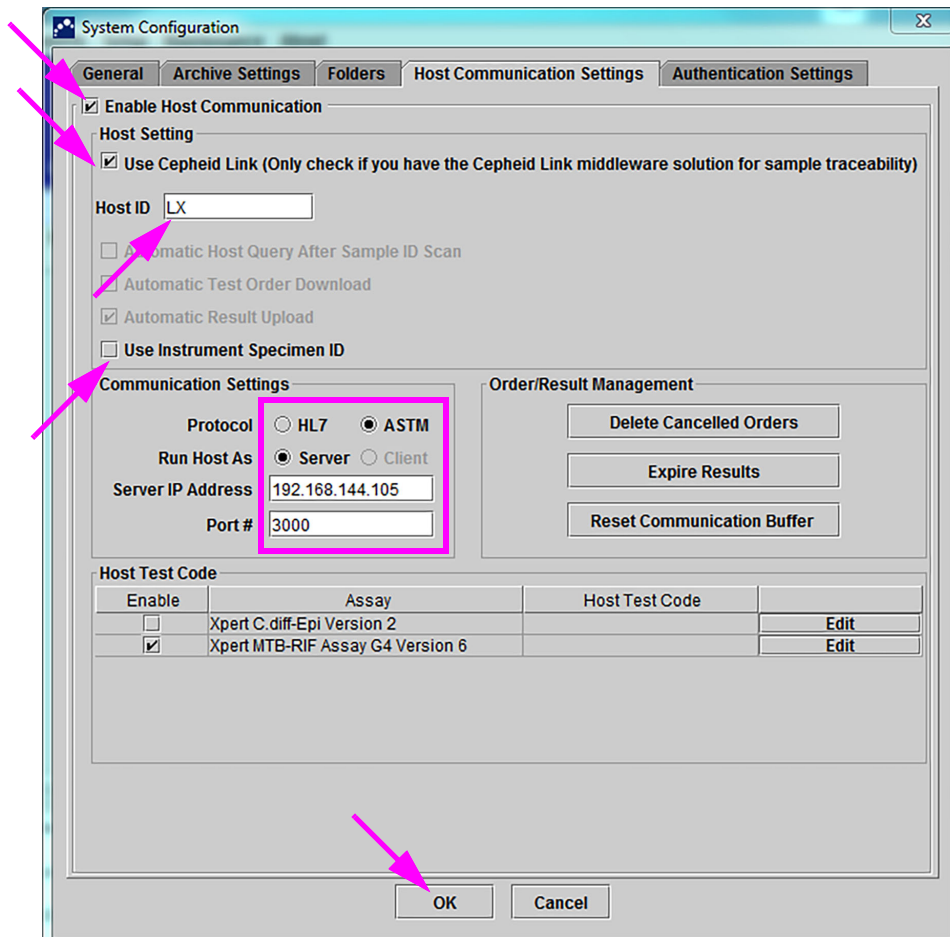 System Configuration
General Archive Settings Folders Host Communication Settings Authentication Settings
Enable Host Communication
Host Setting
Use Cepheid Link (Only check if you have the Cepheid Link middleware solution for sample traceability)
Host ID LX
Automatic Host Query After Sample ID Scan
Automatic Test Order Download
Automatic Result Upload
Use Instrument Specimen ID
Communication Settings Order/Result Management
Protocol HL7 ASTM Delete Cancelled Orders
Run Host As Server Client
Expire Results
Server IP Address 192.168.144.105
Port # 3000 Reset Communication Buffer
Host Test Code
Enable Assay Host Test Code
Xpert C.diff-Epi Version 2 Edit
Xpert MTB-RIF Assay G4 Version 6 Edit
OK Cancel